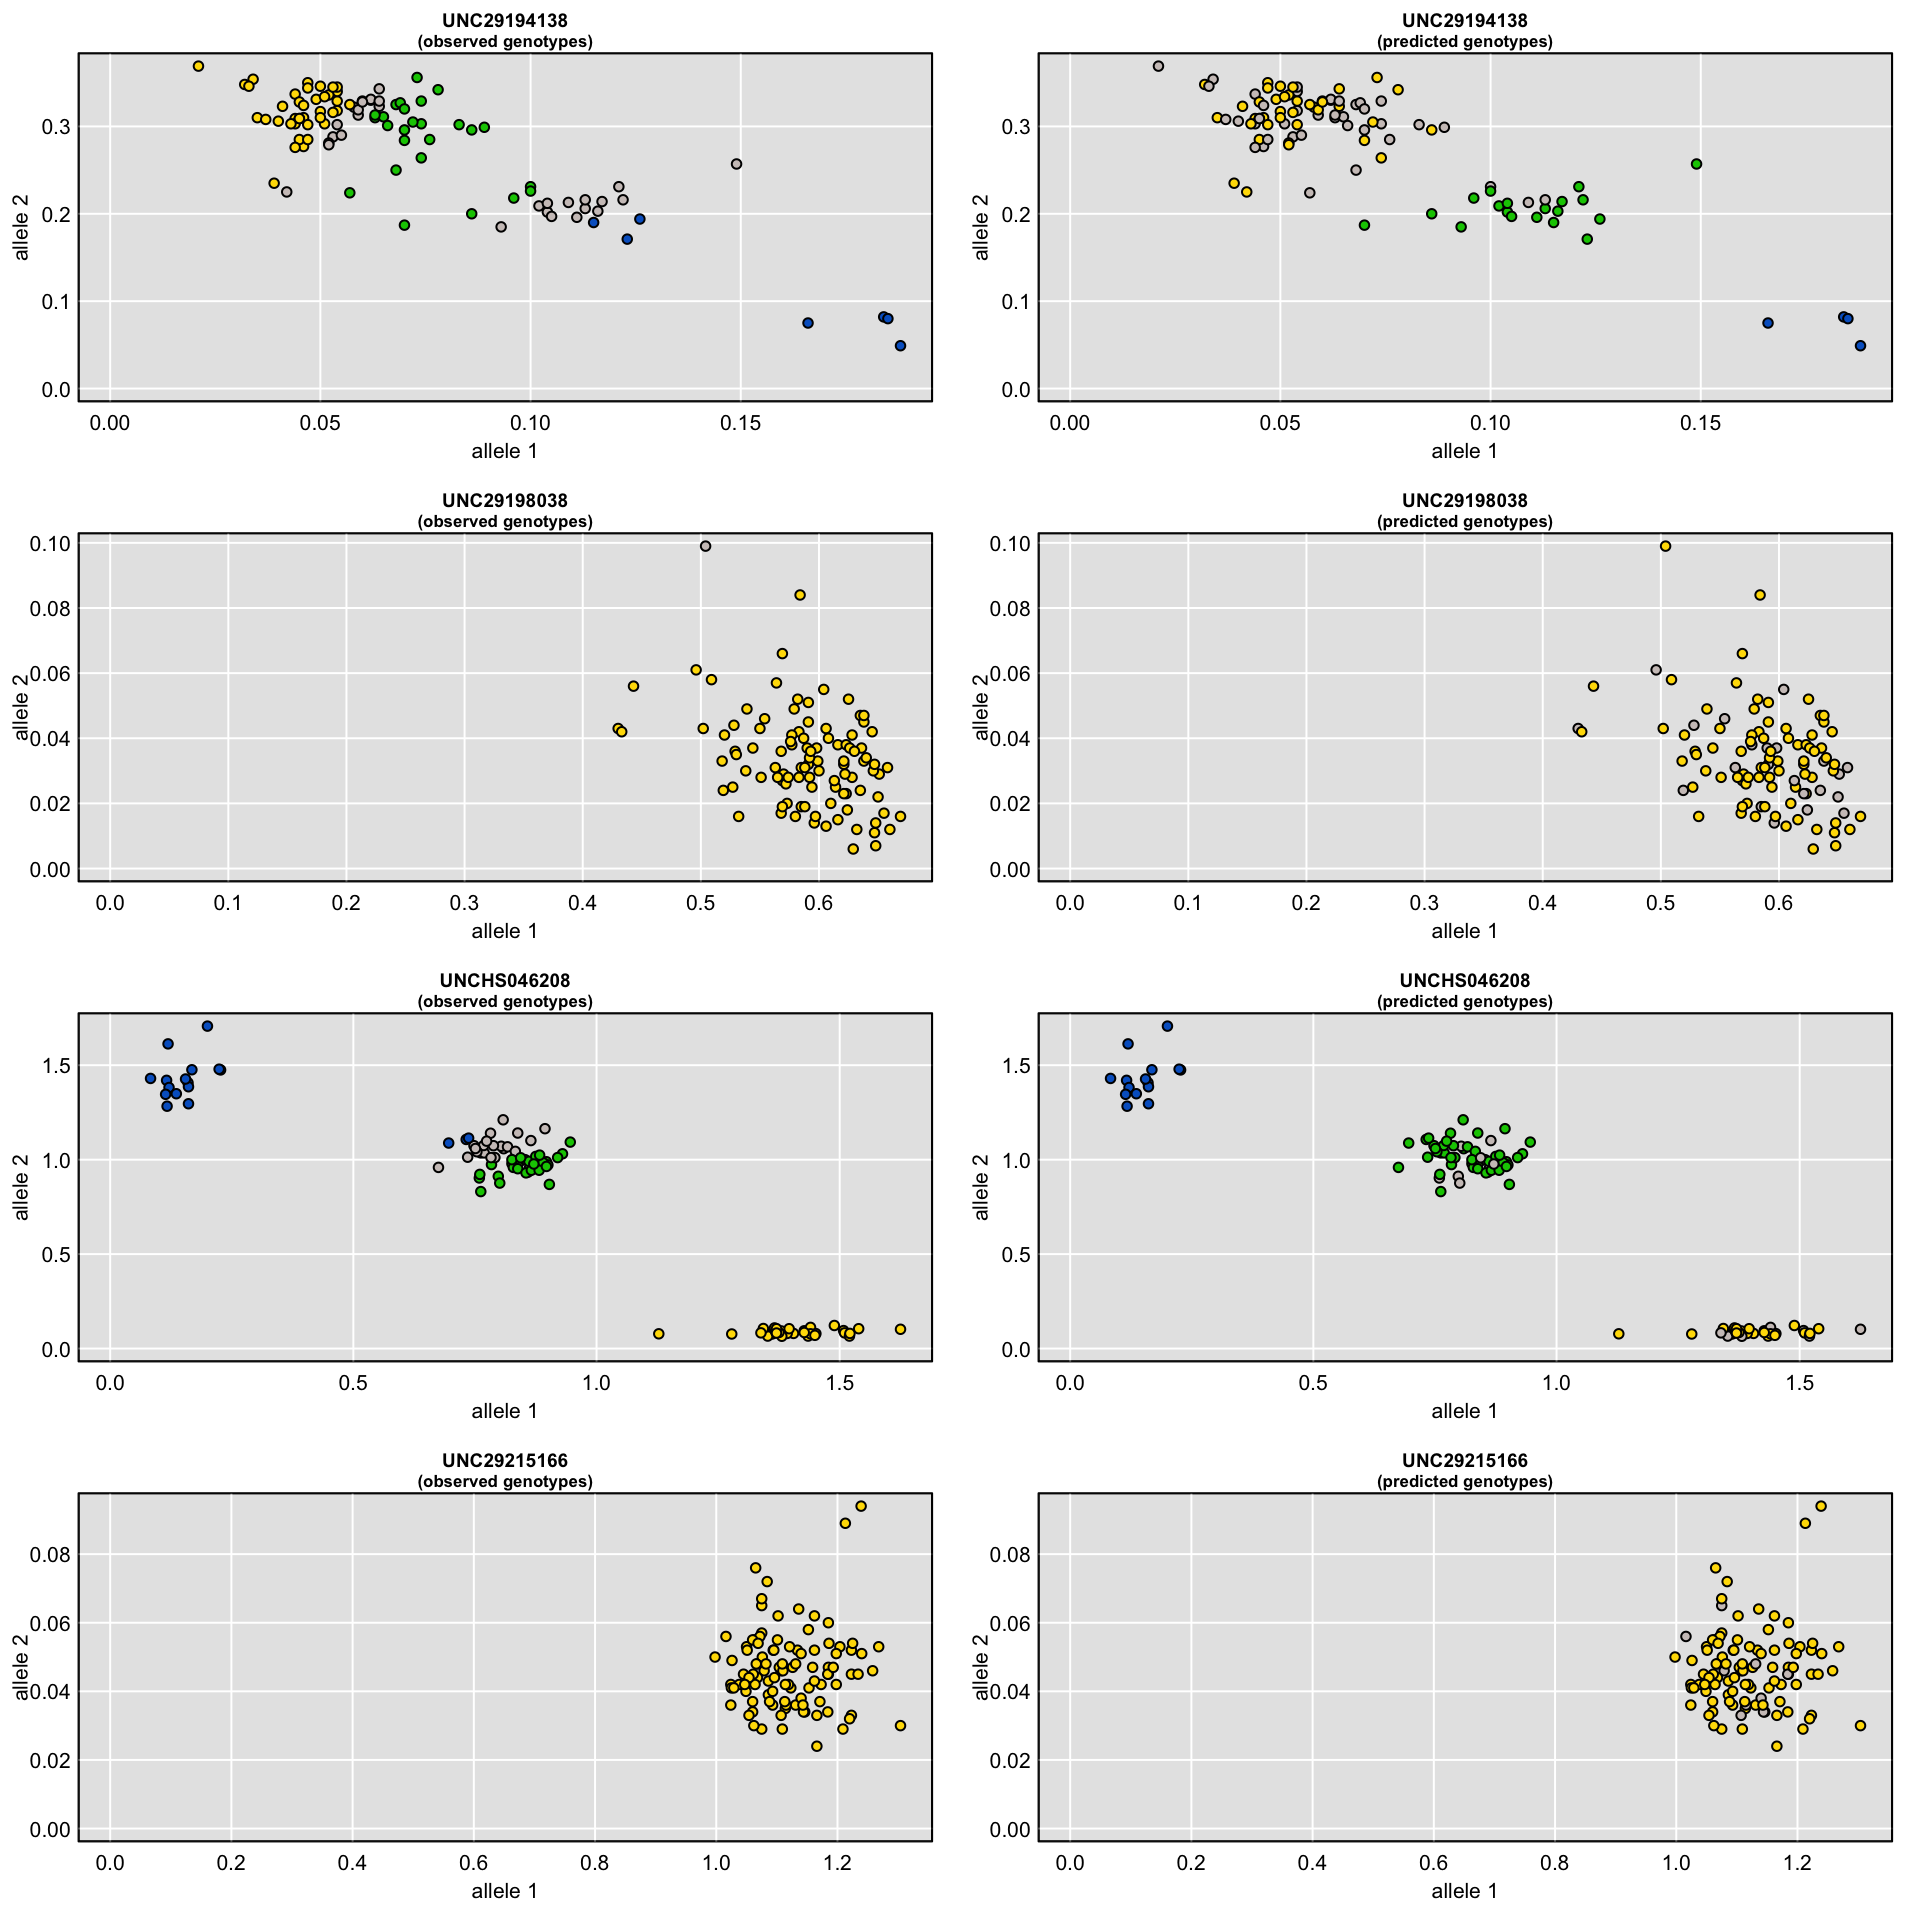 UNC29194138
(observed genotypes)
allele 2
0.3
0.2
0.1
0.0
0.00 0.05 0.10 0.15
allele 1
UNC29194138
(predicted genotypes)
allele 2
0.3
0.2
0.1
0.0
0.00 0.05 0.10 0.15
allele 1
UNC29198038
(observed genotypes)
allele 2
0.10
0.08
0.06
0.04
0.02
0.00
0.0 0.1 0.2 0.3 0.4 0.5 0.6
allele 1
UNC29198038
(predicted genotypes)
allele 2
0.10
0.08
0.06
0.04
0.02
0.00
0.0 0.1 0.2 0.3 0.4 0.5 0.6
allele 1
UNCHS046208
(observed genotypes)
allele 2
1.5
1.0
0.5
0.0
0.0 0.5 1.0 1.5
allele 1
UNCHS046208
(predicted genotypes)
allele 2
1.5
1.0
0.5
0.0
0.0 0.5 1.0 1.5
allele 1
UNC29215166
(observed genotypes)
allele 2
0.08
0.06
0.04
0.02
0.00
0.0 0.2 0.4 0.6 0.8 1.0 1.2
allele 1
UNC29215166
(predicted genotypes)
allele 2
0.08
0.06
0.04
0.02
0.00
0.0 0.2 0.4 0.6 0.8 1.0 1.2
allele 1